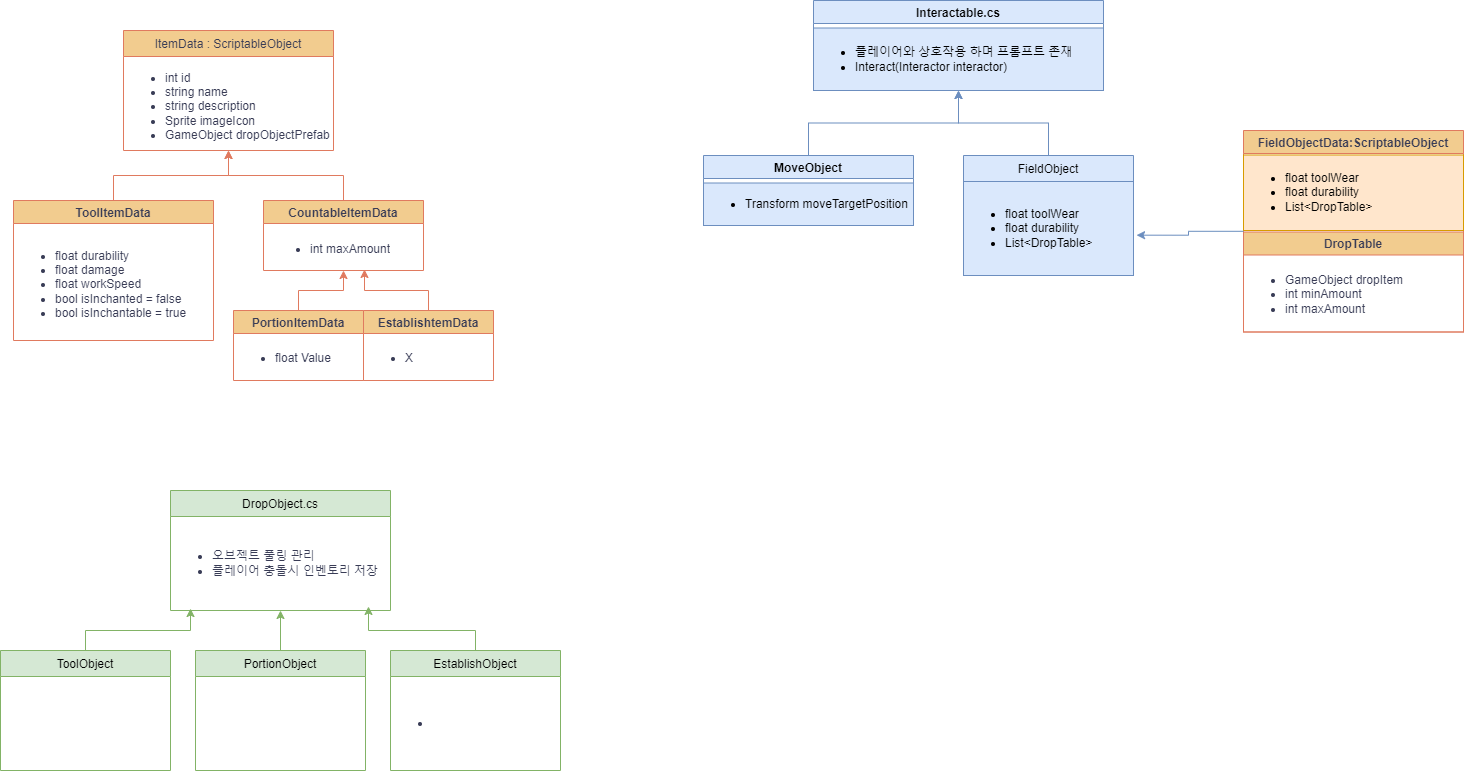 ItemData : ScriptableObject
int id
string name
string description
Sprite imageIcon
GameObject dropObjectPrefab
ToolItemData
float durability
float damage
float workSpeed
bool isInchanted = false
bool isInchantable = true
CountableItemData
int maxAmount
PortionItemData
float Value
EstablishtemData
X
Interactable.cs
플레이어와 상호작용 하며 프롬프트 존재
Interact(Interactor interactor)
MoveObject
Transform moveTargetPosition
FieldObject
float toolWear
float durability
List<DropTable>
FieldObjectData:ScriptableObject
float toolWear
float durability
List<DropTable>
DropTable
GameObject dropItem
int minAmount
int maxAmount
DropObject.cs
오브젝트 풀링 관리
플레이어 충돌시 인벤토리 저장
ToolObject
PortionObject
EstablishObject